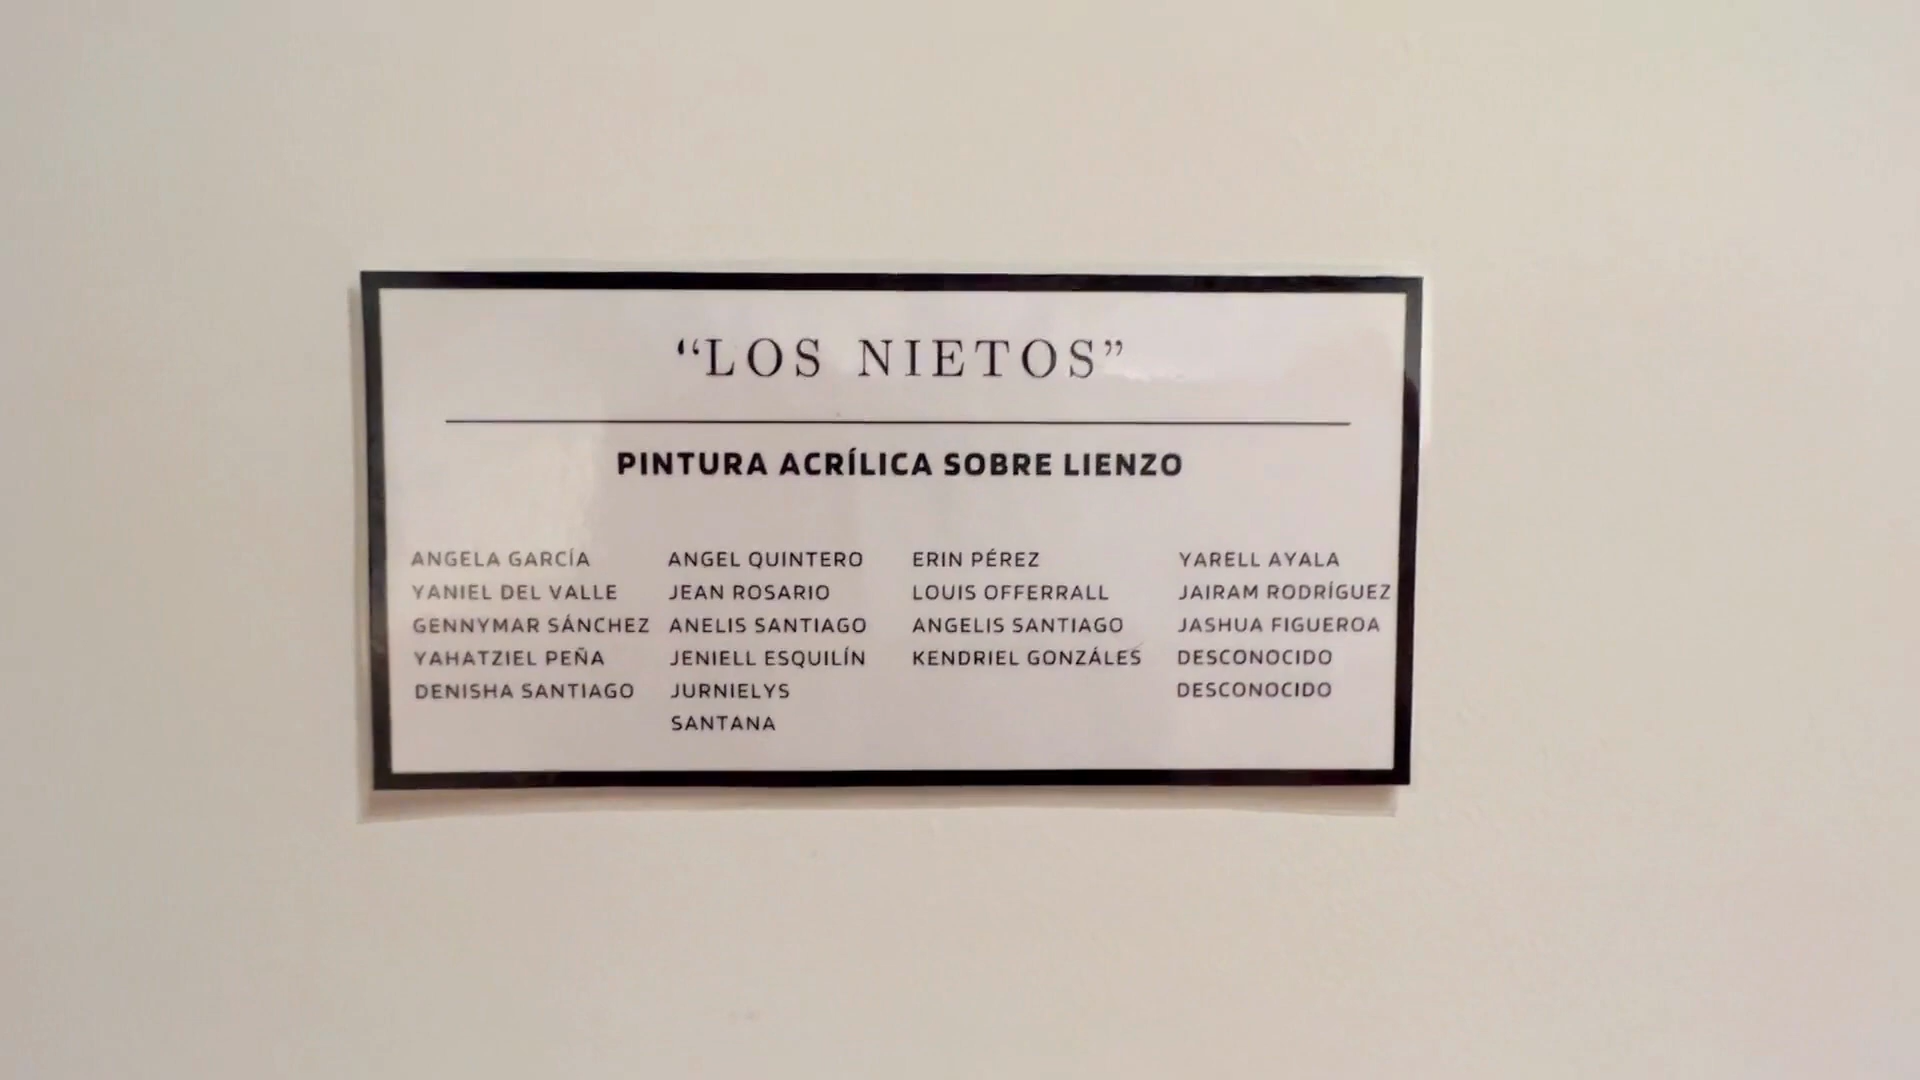 “LOS NIETOS”
PINTURA ACRÍLICA SOBRE LIENZO
ANGELA GARCÍA
YANIEL DEL VALLE
GENNYMAR SÁNCHEZ
YAHATZIEL PEÑA
DENISHA SANTIAGO
ANGEL QUINTERO
JEAN ROSARIO
ANELIS SANTIAGO
JENIELL ESQUILÍN
JURNIELYS
SANTANA
ERIN PÉREZ
LOUIS OFFERRALL
ANGELIS SANTIAGO
KENDRIEL GONZÁLES
YARELL AYALA
JAIRAM RODRÍGUEZ
JASHUA FIGUEROA
DESCONOCIDO
DESCONOCIDO